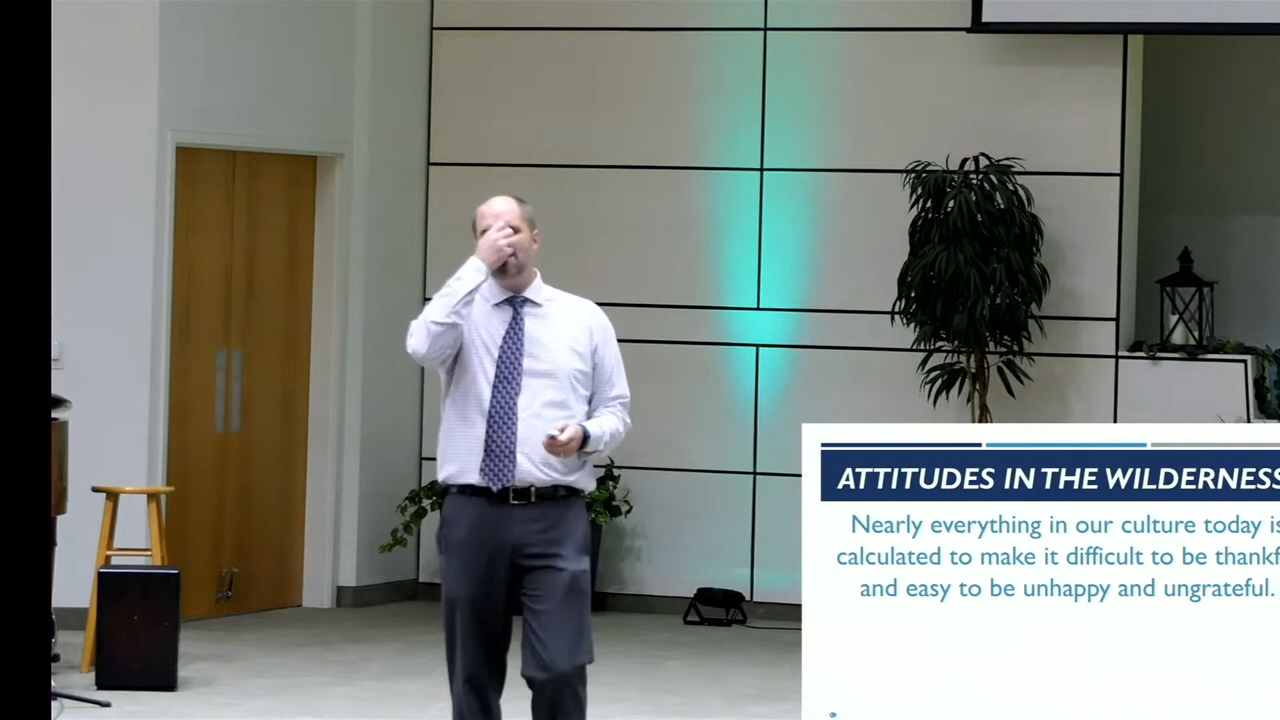 ATTITUDES IN THE WILDERNESS
Nearly everything in our culture today is
calculated to make it difficult to be thankf
and easy to be unhappy and ungrateful.